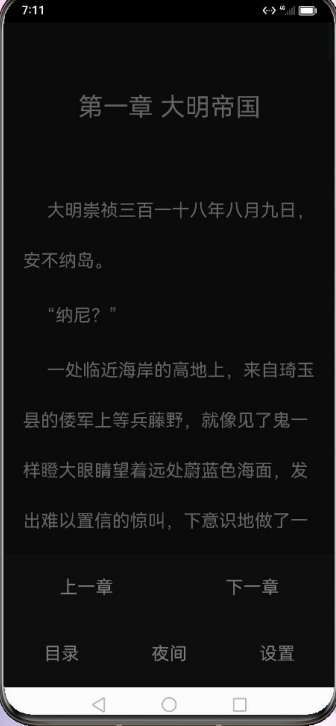 7:11
第一章 大明帝国
大明崇祯三百一十八年八月九日，
安不纳岛。
“纳尼？”
一处临近海岸的高地上，来自琦玉
县的倭军上等兵藤野，就像见了鬼一
样瞪大眼睛望着远处蔚蓝色海面，发
出难以置信的惊叫，下意识地做了一
上一章 下一章
目录 夜间 设置